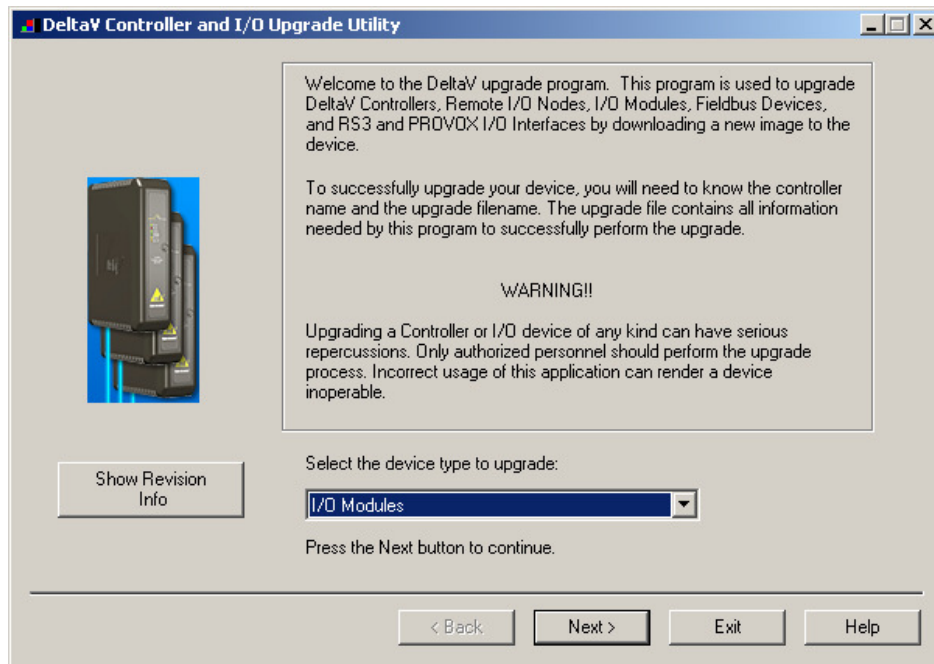 DeltaV Controller and I/O Upgrade Utility
Welcome to the DeltaV upgrade program. This program is used to upgrade
DeltaV Controllers, Remote I/O Nodes, I/O Modules, Fieldbus Devices,
and RS3 and PROVOX I/O Interfaces by downloading a new image to the
device.
To successfully upgrade your device, you will need to know the controller
name and the upgrade filename. The upgrade file contains all information
needed by this program to successfully perform the upgrade.
WARNING!!
Upgrading a Controller or I/O device of any kind can have serious
repercussions. Only authorized personnel should perform the upgrade
process. Incorrect usage of this application can render a device
inoperable.
Show Revision
Info
Select the device type to upgrade:
I/O Modules
Press the Next button to continue.
< Back
Next >
Exit
Help